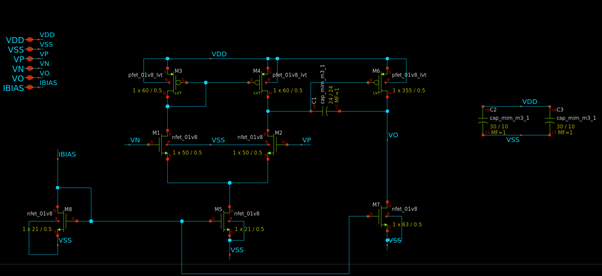 VDD VDD
VSS VSS
VP VP
VN VN
VO VO
IBIAS IBIAS
VDD
pfet_01v8_lvt M3
1 x 60 / 0.5
M4 pfet_01v8_lvt
1 x 60 / 0.5
C1
cap_mim_m3_1
24 / 24
MF=1
M6 pfet_01v8_lvt
1 x 355 / 0.5
C2
cap_mim_m3_1
30 / 10
MF=1
VDD
VSS
C3
cap_mim_m3_1
30 / 10
MF=1
VN M1 nfet_01v8
1 x 50 / 0.5
VSS
nfet_01v8 M2 VP
1 x 50 / 0.5
VO
IBIAS
nfet_01v8 M8
1 x 21 / 0.5
VSS
M5 nfet_01v8
1 x 21 / 0.5
VSS
M7 nfet_01v8
1 x 63 / 0.5
VSS